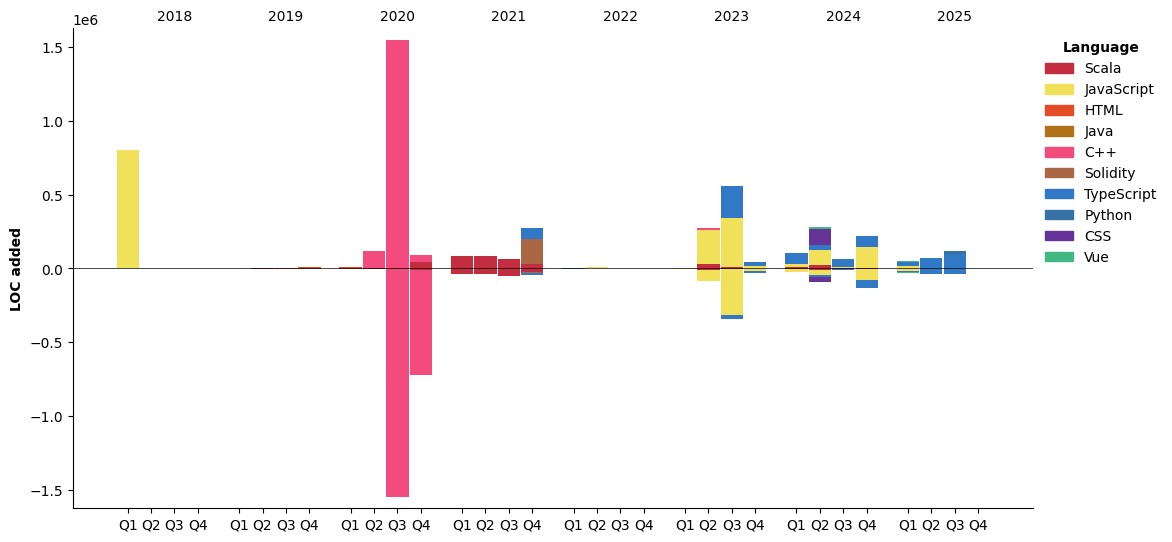 1e6
2018 2019 2020 2021 2022 2023 2024 2025
LOC added
1.5
1.0
0.5
0.0
−0.5
−1.0
−1.5
Q1 Q2 Q3 Q4 Q1 Q2 Q3 Q4 Q1 Q2 Q3 Q4 Q1 Q2 Q3 Q4 Q1 Q2 Q3 Q4 Q1 Q2 Q3 Q4 Q1 Q2 Q3 Q4 Q1 Q2 Q3 Q4
Language
Scala
JavaScript
HTML
Java
C++
Solidity
TypeScript
Python
CSS
Vue